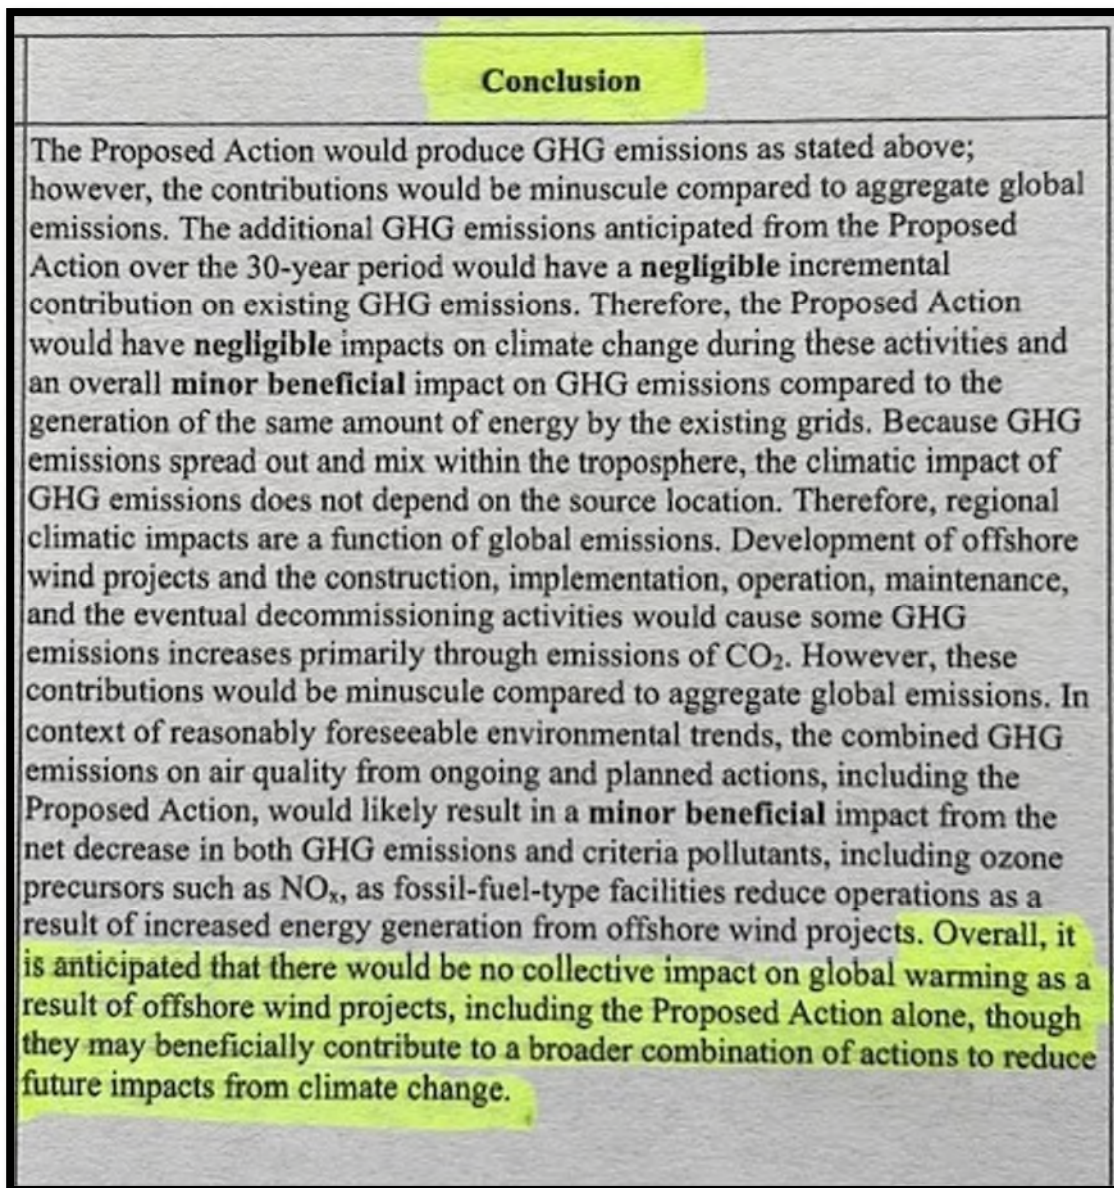 Conclusion
The Proposed Action would produce GHG emissions as stated above;
however, the contributions would be minuscule compared to aggregate global
emissions. The additional GHG emissions anticipated from the Proposed
Action over the 30-year period would have a negligible incremental
contribution on existing GHG emissions. Therefore, the Proposed Action
would have negligible impacts on climate change during these activities and
an overall minor beneficial impact on GHG emissions compared to the
generation of the same amount of energy by the existing grids. Because GHG
emissions spread out and mix within the troposphere, the climatic impact of
GHG emissions does not depend on the source location. Therefore, regional
climatic impacts are a function of global emissions. Development of offshore
wind projects and the construction, implementation, operation, maintenance,
and the eventual decommissioning activities would cause some GHG
emissions increases primarily through emissions of CO₂. However, these
contributions would be minuscule compared to aggregate global emissions. In
context of reasonably foreseeable environmental trends, the combined GHG
emissions on air quality from ongoing and planned actions, including the
Proposed Action, would likely result in a minor beneficial impact from the
net decrease in both GHG emissions and criteria pollutants, including ozone
precursors such as NOₓ, as fossil-fuel-type facilities reduce operations as a
result of increased energy generation from offshore wind projects. Overall, it
is anticipated that there would be no collective impact on global warming as a
result of offshore wind projects, including the Proposed Action alone, though
they may beneficially contribute to a broader combination of actions to reduce
future impacts from climate change.